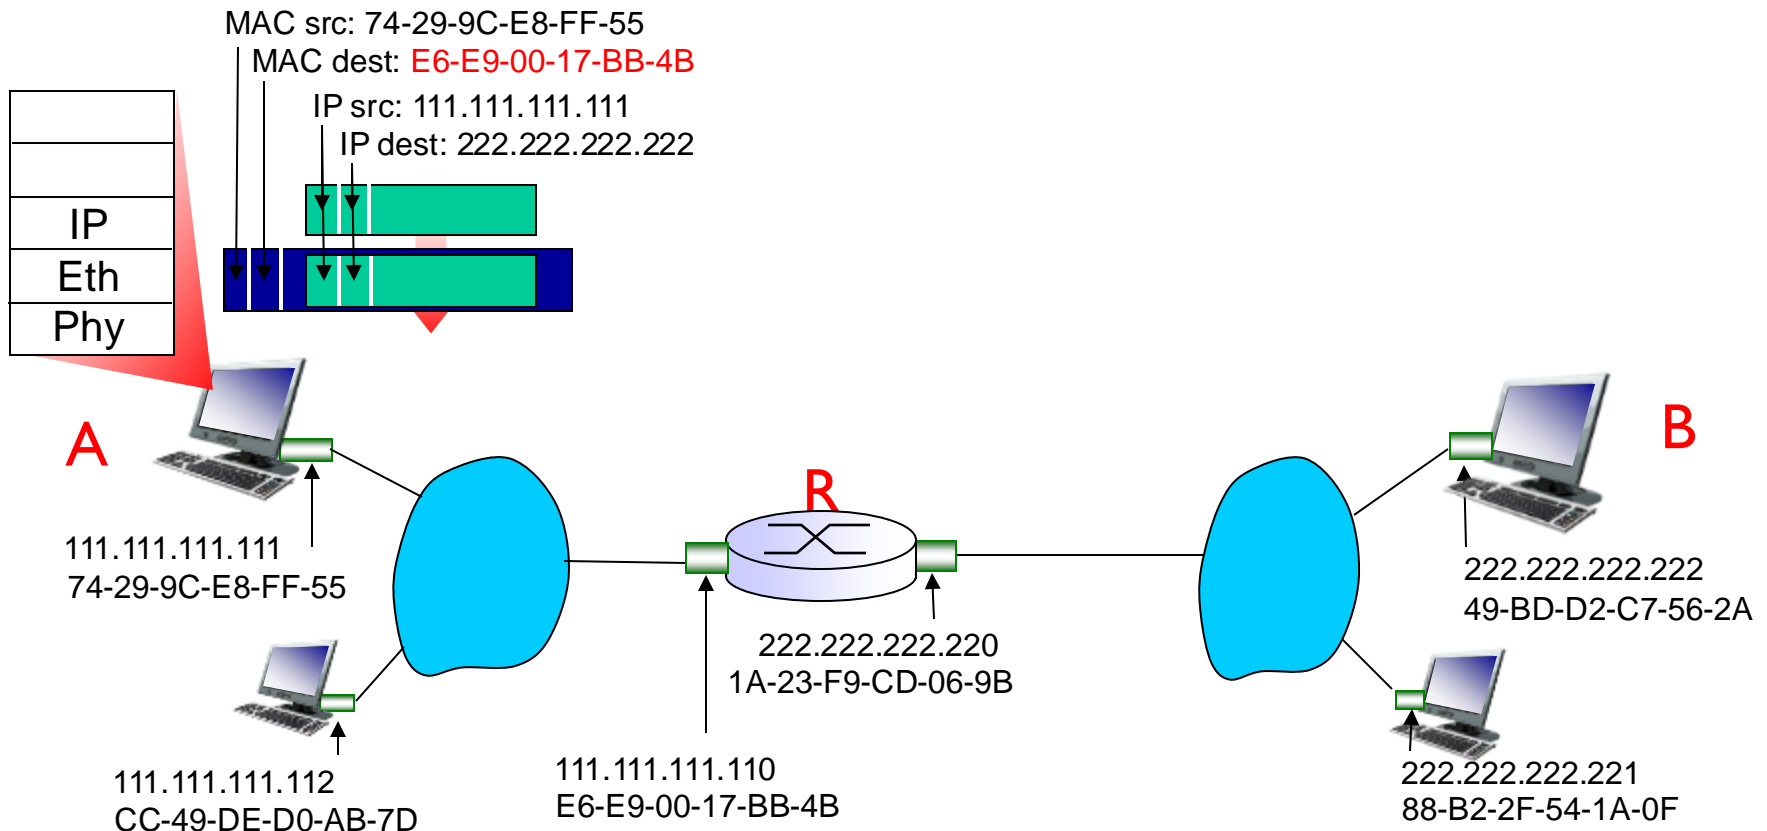 MAC src: 74-29-9C-E8-FF-55
MAC dest: E6-E9-00-17-BB-4B
IP src: 111.111.111.111
IP dest: 222.222.222.222
IP
Eth
Phy
A
B
R
111.111.111.111
74-29-9C-E8-FF-55
222.222.222.222
49-BD-D2-C7-56-2A
222.222.222.220
1A-23-F9-CD-06-9B
111.111.111.112
CC-49-DE-D0-AB-7D
111.111.111.110
E6-E9-00-17-BB-4B
222.222.222.221
88-B2-2F-54-1A-0F